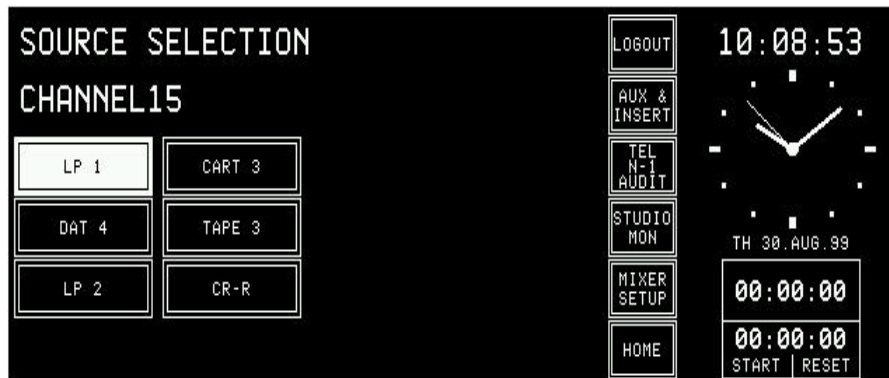 SOURCE SELECTION
CHANNEL15
LP 1
CART 3
DAT 4
TAPE 3
LP 2
CR-R
LOGOUT
AUX &
INSERT
TEL
N-1
AUDIT
STUDIO
MON
MIXER
SETUP
HOME
10:08:53
TH 30.AUG.99
00:00:00
00:00:00
START | RESET